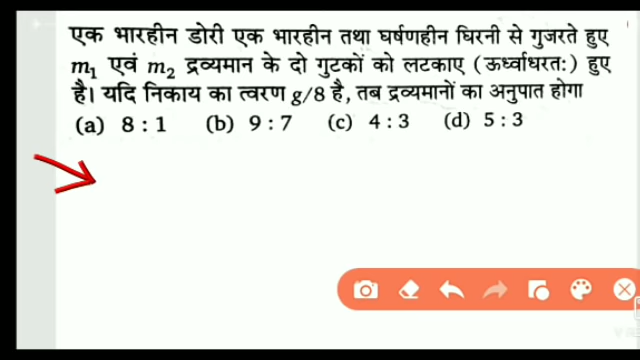 एक भारहीन डोरी एक भारहीन तथा घर्षणहीन घिरनी से गुजरते हुए
m₁ एवं m₂ द्रव्यमान के दो गुटकों को लटकाए (ऊर्ध्वाधरतः) हुए
है। यदि निकाय का त्वरण g/8 है, तब द्रव्यमानों का अनुपात होगा
(a) 8 : 1 (b) 9 : 7 (c) 4 : 3 (d) 5 : 3